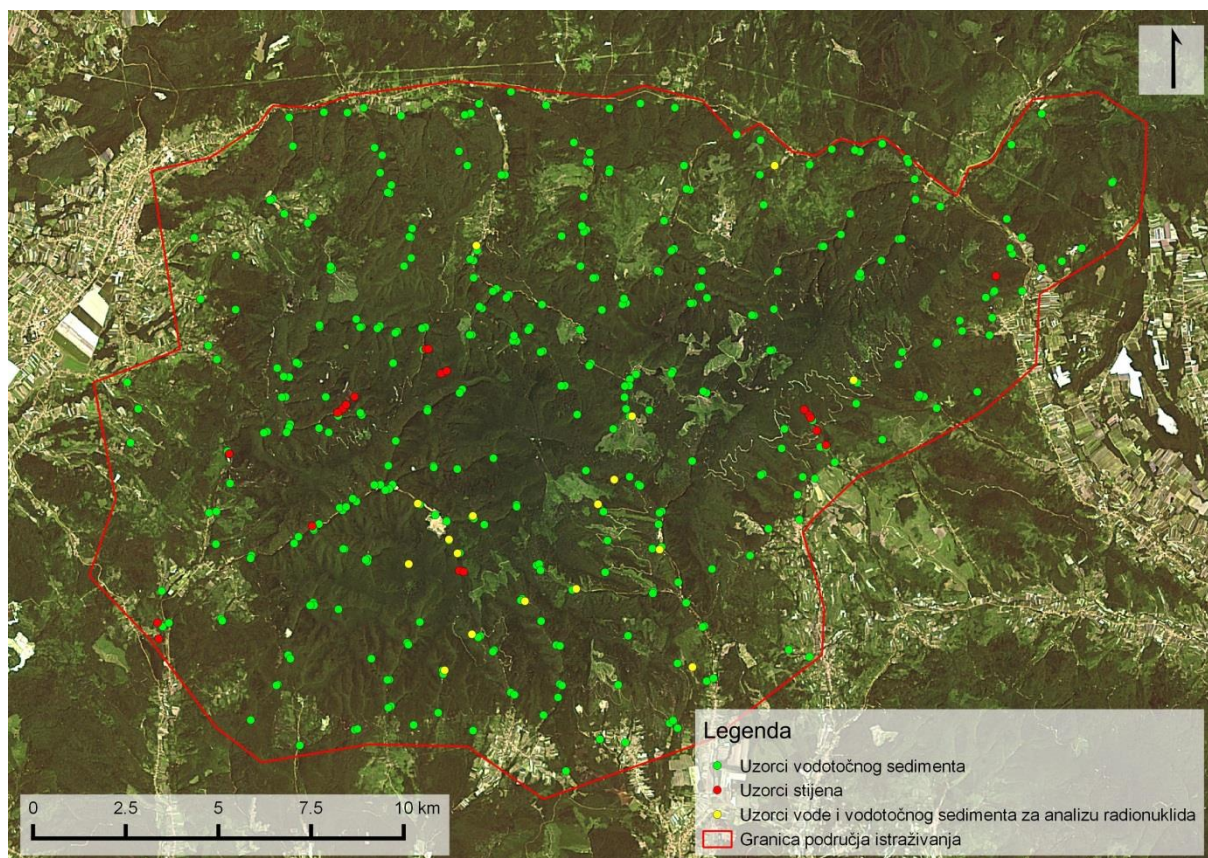 Legenda
Uzorci vodotočnog sedimenta
Uzorci stijena
Uzorci vode i vodotočnog sedimenta za analizu radionuklida
Granica područja istraživanja
0 2.5 5 7.5 10 km